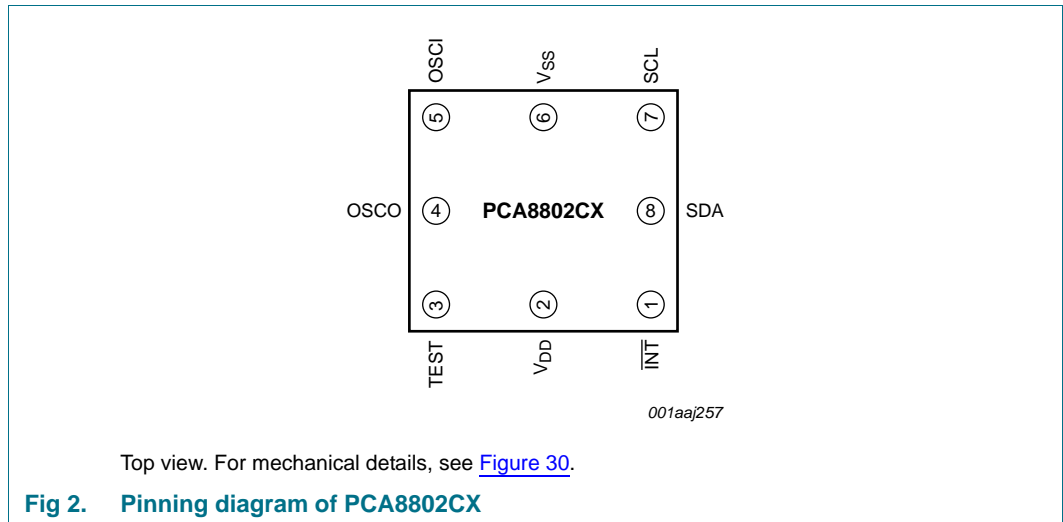 OSCI VSS SCL
5 6 7
OSCO 4 PCA8802CX 8 SDA
3 2 1
TEST VDD INT
001aaj257
Top view. For mechanical details, see Figure 30.
Fig 2. Pinning diagram of PCA8802CX